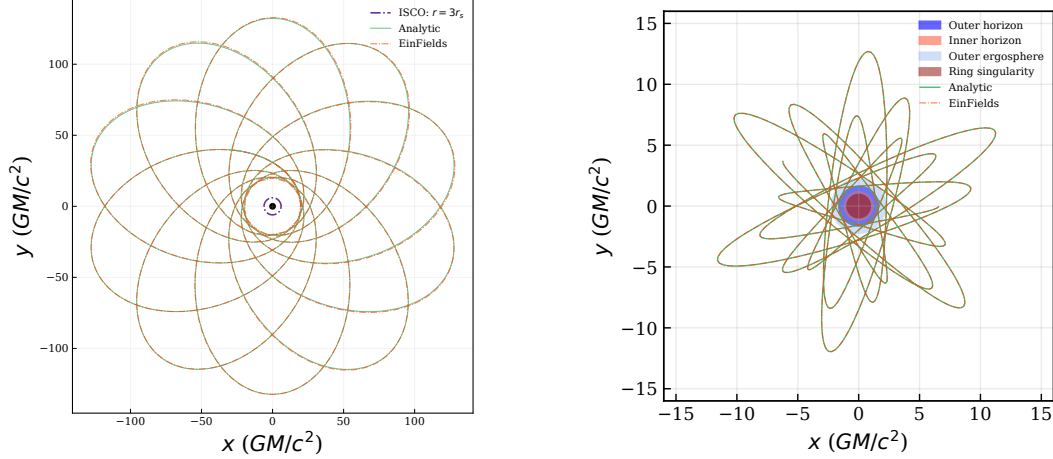 ISCO: r = 3rₛ
Analytic
EinFields
100
50
0
−50
−100
−100
−50
0
50
100
y (GM/c²)
x (GM/c²)
Outer horizon
Inner horizon
Outer ergosphere
Ring singularity
Analytic
EinFields
15
10
5
0
−5
−10
−15
−15
−10
−5
0
5
10
15
y (GM/c²)
x (GM/c²)